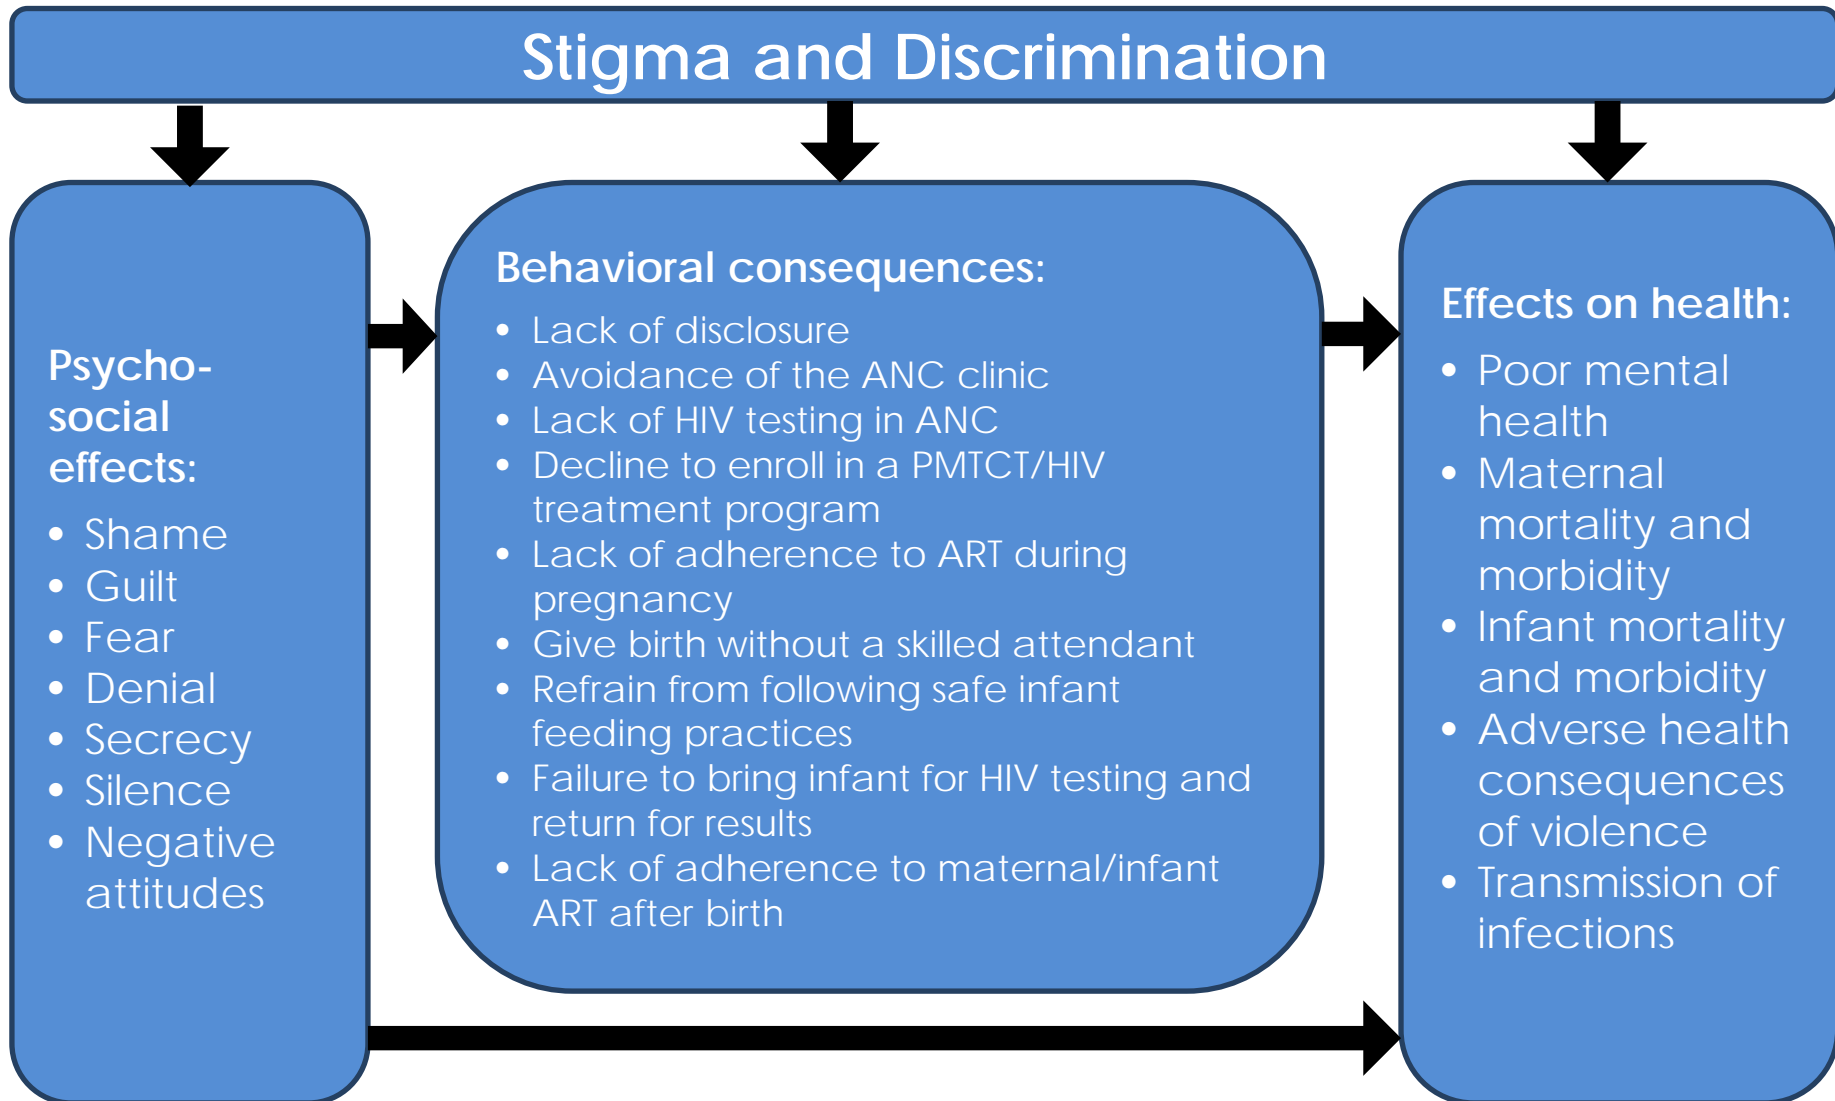 Stigma and Discrimination
Psycho-
social
effects:
• Shame
• Guilt
• Fear
• Denial
• Secrecy
• Silence
• Negative
attitudes
Behavioral consequences:
• Lack of disclosure
• Avoidance of the ANC clinic
• Lack of HIV testing in ANC
• Decline to enroll in a PMTCT/HIV
treatment program
• Lack of adherence to ART during
pregnancy
• Give birth without a skilled attendant
• Refrain from following safe infant
feeding practices
• Failure to bring infant for HIV testing and
return for results
• Lack of adherence to maternal/infant
ART after birth
Effects on health:
• Poor mental
health
• Maternal
mortality and
morbidity
• Infant mortality
and morbidity
• Adverse health
consequences
of violence
• Transmission of
infections